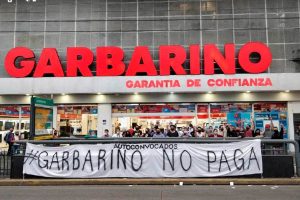 GARBARINO
GARANTIA DE CONFIANZA
AUTOCONVOCADOS
#GARBARINO NO PAGA